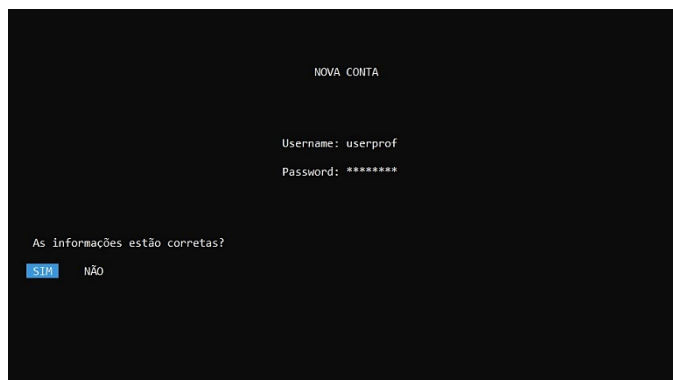 NOVA CONTA
Username: userprof
Password: ********
As informações estão corretas?
SIM NÃO